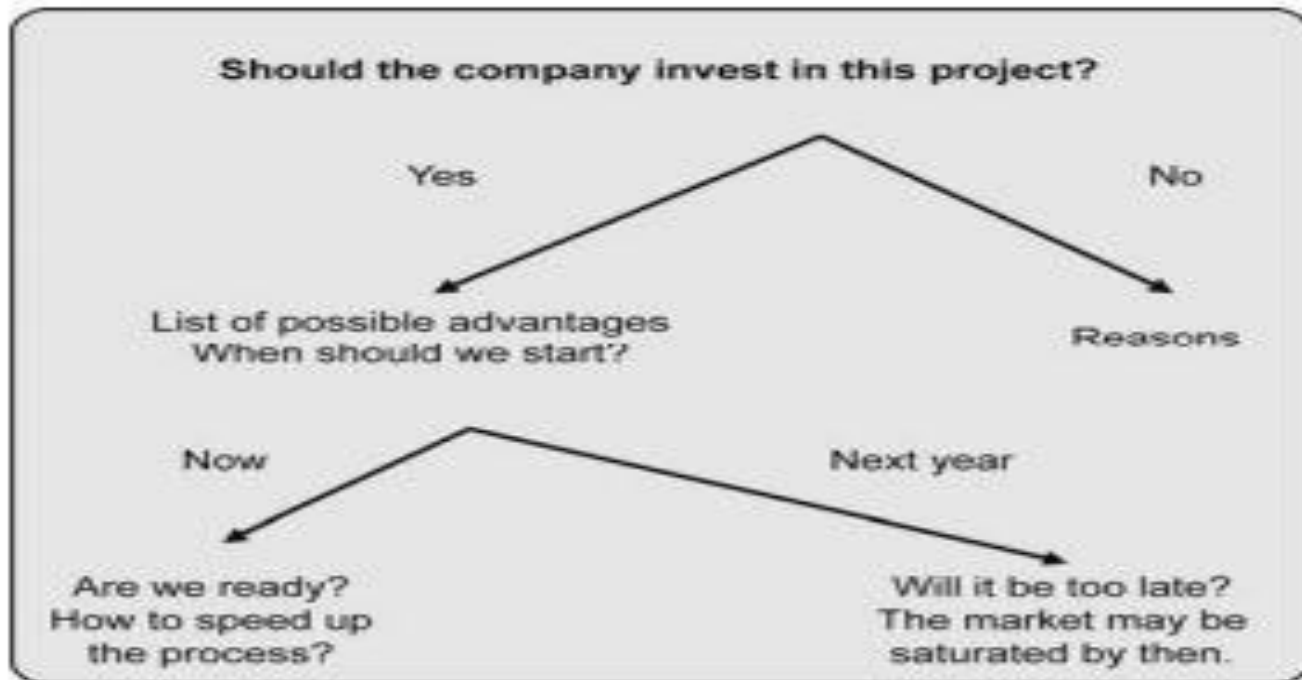 Should the company invest in this project?
Yes
No
List of possible advantages
When should we start?
Reasons
Now
Next year
Are we ready?
How to speed up
the process?
Will it be too late?
The market may be
saturated by then.